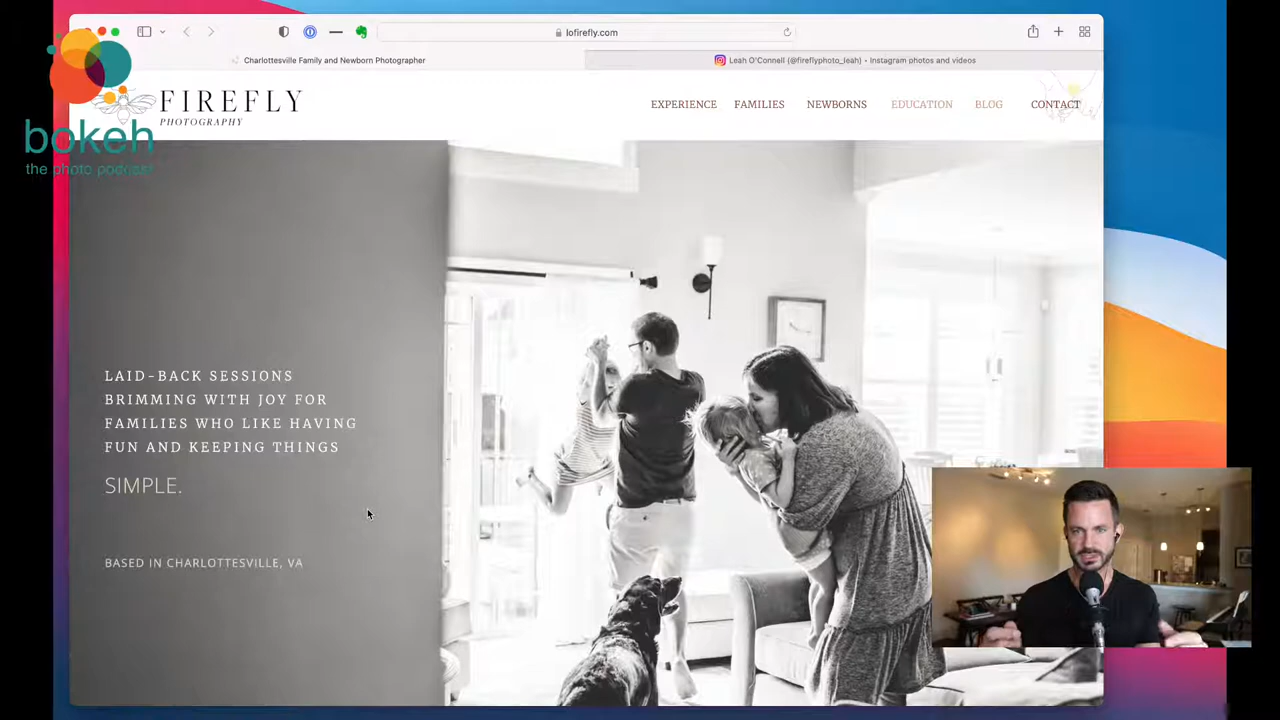 lofirefly.com
Charlottesville Family and Newborn Photographer
Leah O'Connell (@fireflyphoto_leah) • Instagram photos and videos
bokeh
the photo podcast
FIREFLY
PHOTOGRAPHY
EXPERIENCE FAMILIES NEWBORNS EDUCATION BLOG CONTACT
LAID-BACK SESSIONS
BRIMMING WITH JOY FOR
FAMILIES WHO LIKE HAVING
FUN AND KEEPING THINGS
SIMPLE.
BASED IN CHARLOTTESVILLE, VA